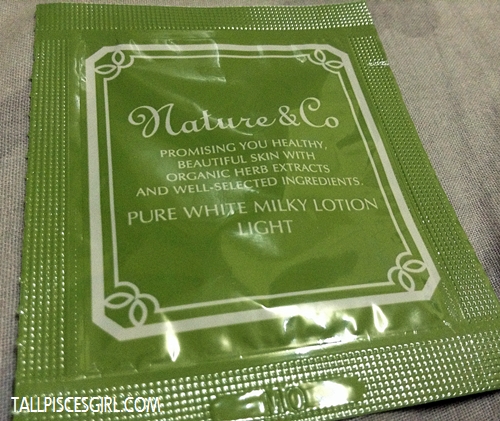 Nature & Co
PROMISING YOU HEALTHY,
BEAUTIFUL SKIN WITH
ORGANIC HERB EXTRACTS
AND WELL-SELECTED INGREDIENTS.
PURE WHITE MILKY LOTION
LIGHT
TALLPISCESGIRL.COM